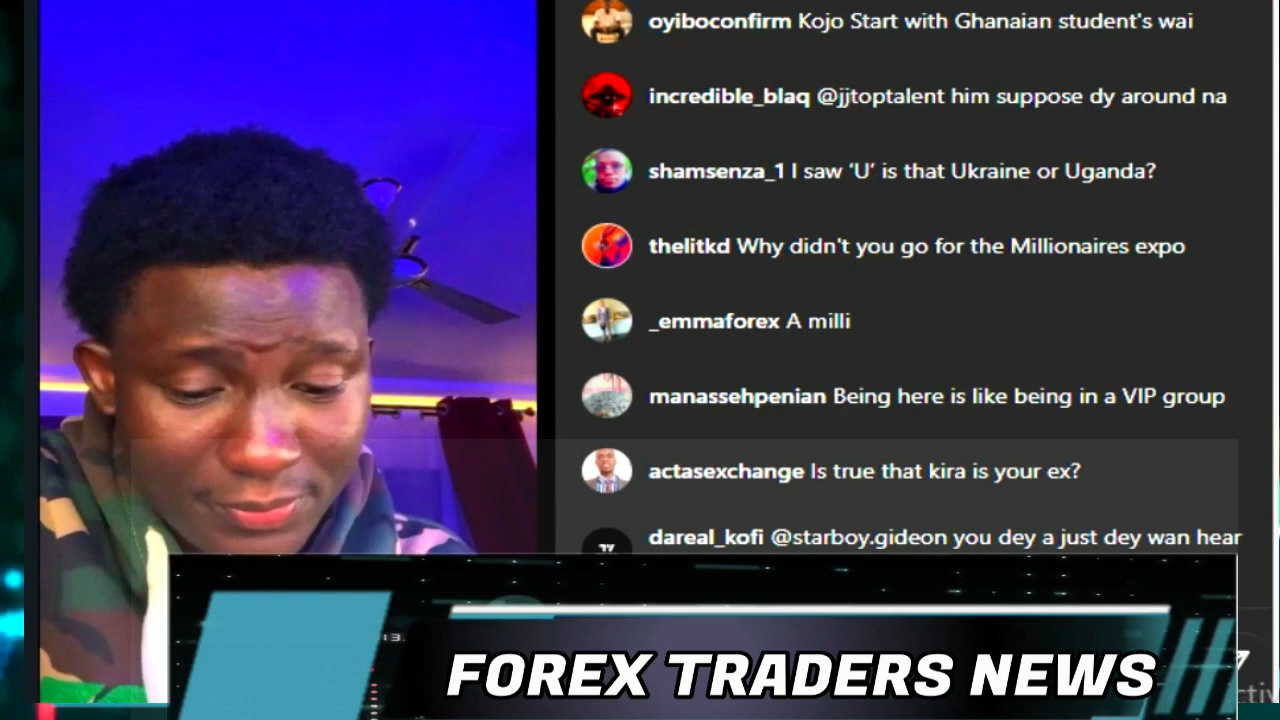 oyiboconfirm Kojo Start with Ghanaian student's wai
incredible_blaq @jjtoptalent him suppose dy around na
shamsenza_1 I saw ‘U’ is that Ukraine or Uganda?
thelitkd Why didn't you go for the Millionaires expo
_emmaforex A milli
manassehpenian Being here is like being in a VIP group
actasexchange Is true that kira is your ex?
dareal_kofi @starboy.gideon you dey a just dey wan hear
13
FOREX TRADERS NEWS